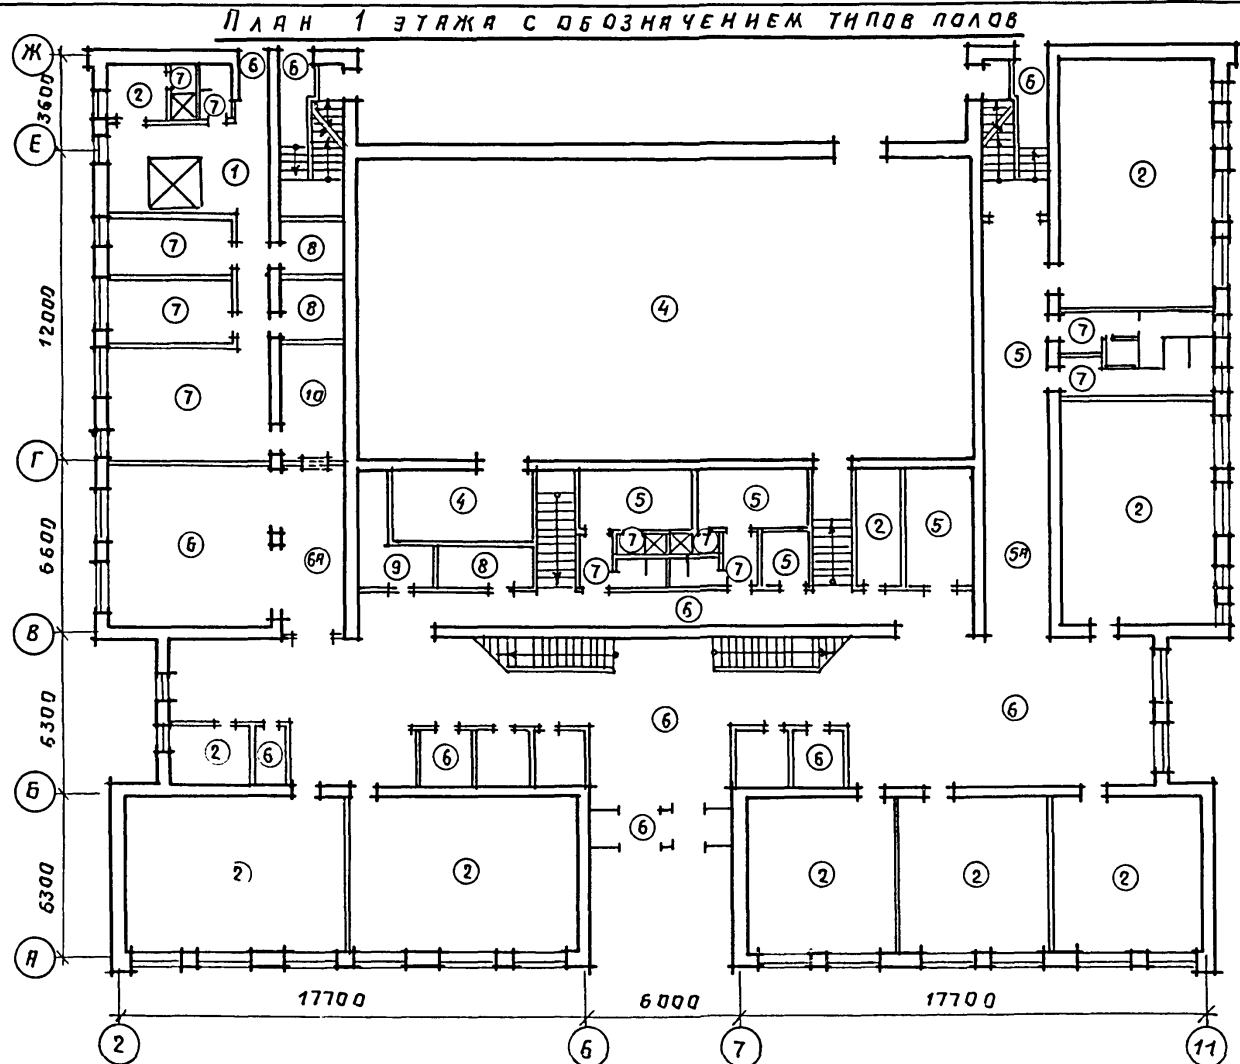 План 1 этажа с обозначением типов полов
Ж 6 6 6
3600 2 7 7
Е
1 2
7 8
12000 7 8 4
7 5
7 10 7
Г
4 5 5 2 5 2
6600 6 6А 9 8 7 7 7 7 5 5А
6
В
6300 6 6
2 6 6 6
Б
6
6300 2 2 2 2 2
А
17700 6000 17700
2 6 7 11